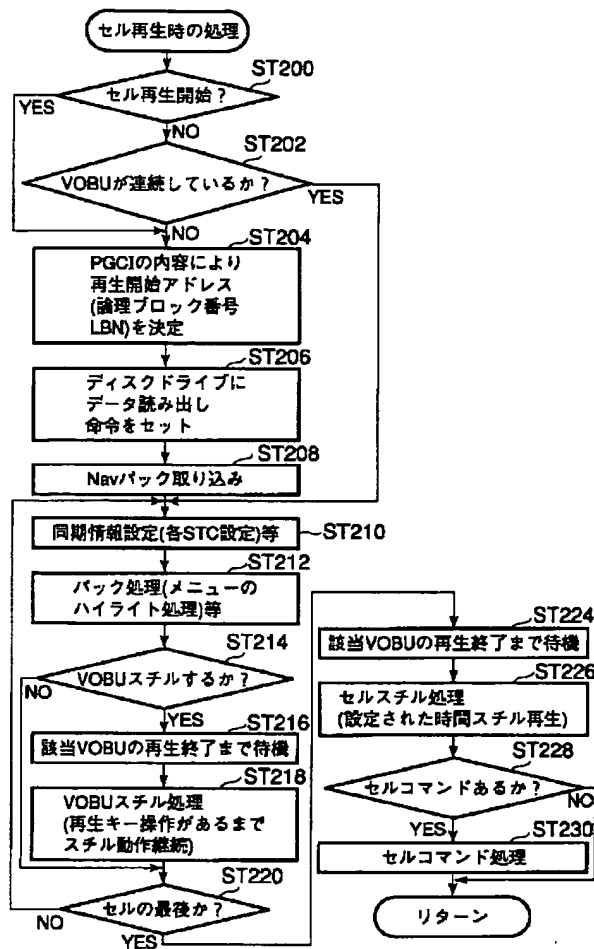 セル再生時の処理
ST200
セル再生開始？
YES
NO
ST202
VOBUが連続しているか？
YES
NO
ST204
PGCIの内容により
再生開始アドレス
(論理ブロック番号
LBN)を決定
ST206
ディスクドライブに
データ読み出し
命令をセット
ST208
Navパック取り込み
同期情報設定(各STC設定)等
ST210
ST212
パック処理(メニューの
ハイライト処理)等
ST214
VOBUスチルするか？
NO
YES
ST216
該当VOBUの再生終了まで待機
ST218
VOBUスチル処理
(再生キー操作があるまで
スチル動作継続)
ST220
セルの最後か？
NO
YES
ST224
該当VOBUの再生終了まで待機
ST226
セルスチル処理
(設定された時間スチル再生)
ST228
セルコマンドあるか？
NO
YES
ST230
セルコマンド処理
リターン